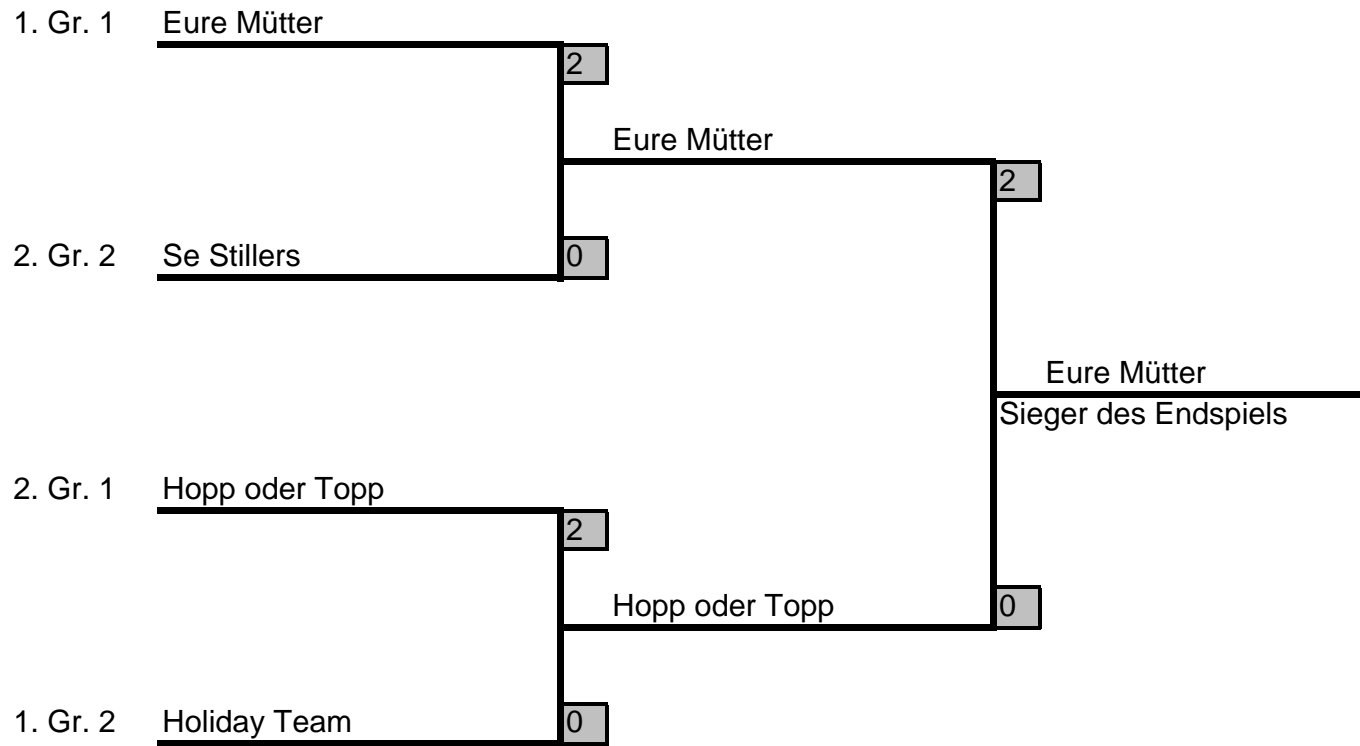 1. Gr. 1 Eure Mütter
2
Eure Mütter
2
2. Gr. 2 Se Stillers
0
Eure Mütter
Sieger des Endspiels
2. Gr. 1 Hopp oder Topp
2
Hopp oder Topp
0
1. Gr. 2 Holiday Team
0